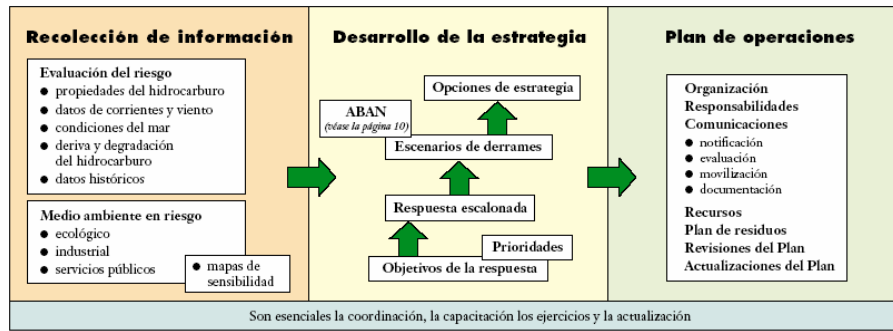 Recolección de información
Evaluación del riesgo
● propiedades del hidrocarburo
● datos de corrientes y viento
● condiciones del mar
● deriva y degradación
del hidrocarburo
● datos históricos
Medio ambiente en riesgo
● ecológico
● industrial
● servicios públicos
● mapas de
sensibilidad
Desarrollo de la estrategia
Opciones de estrategia
ABAN
(véase la página 10)
Escenarios de derrames
Respuesta escalonada
Prioridades
Objetivos de la respuesta
Plan de operaciones
Organización
Responsabilidades
Comunicaciones
● notificación
● evaluación
● movilización
● documentación
Recursos
Plan de residuos
Revisiones del Plan
Actualizaciones del Plan
Son esenciales la coordinación, la capacitación los ejercicios y la actualización